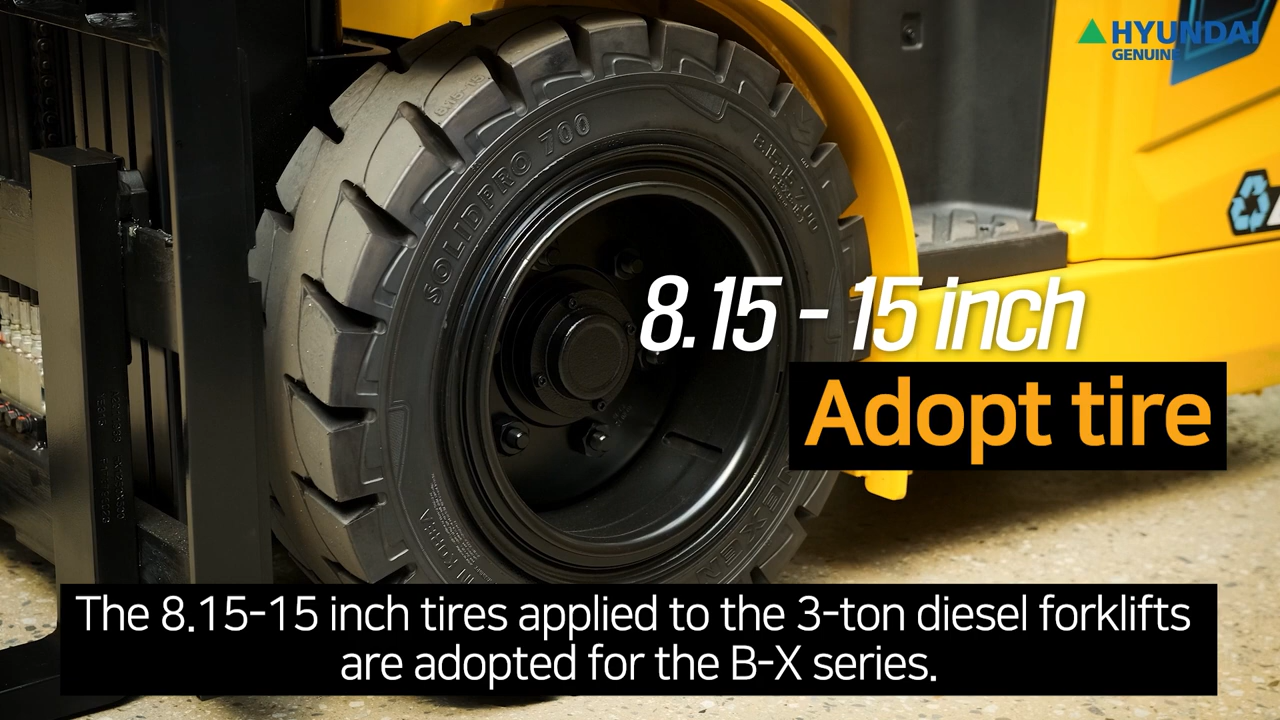 HYUNDAI
GENUINE
SOLIDPRO 700
8.15 - 15 inch
Adopt tire
NEXEN
The 8.15-15 inch tires applied to the 3-ton diesel forklifts
are adopted for the B-X series.